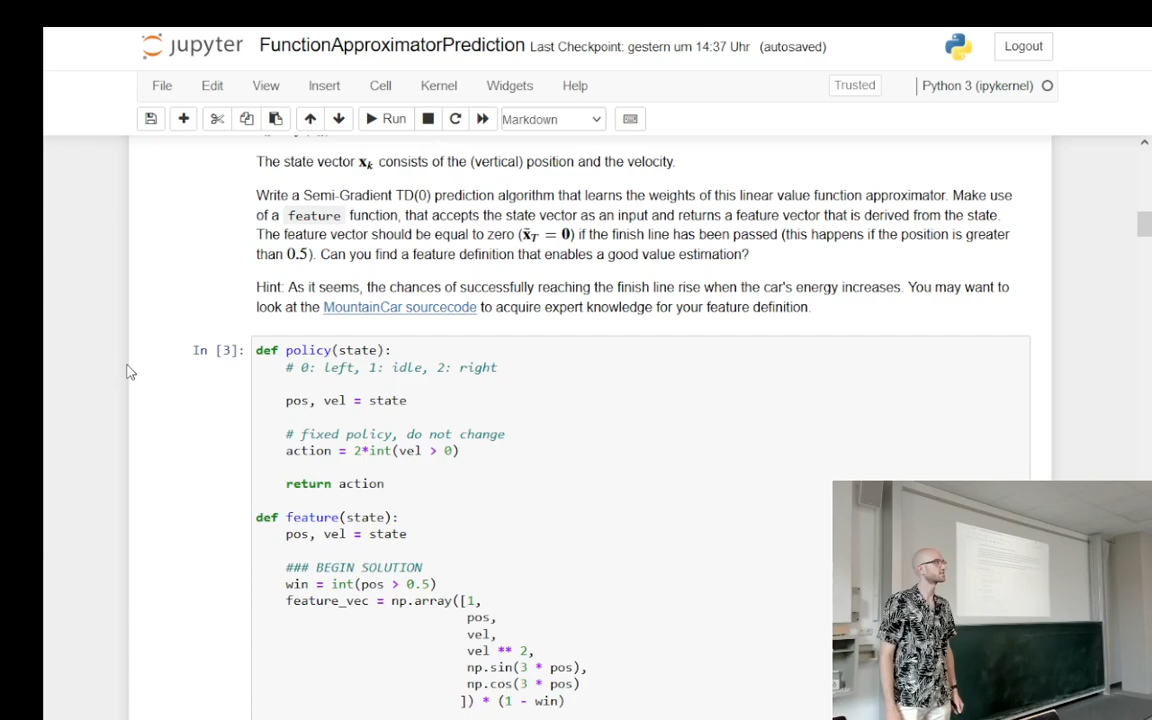 jupyter FunctionApproximatorPrediction Last Checkpoint: gestern um 14:37 Uhr (autosaved) Logout
File Edit View Insert Cell Kernel Widgets Help Trusted Python 3 (ipykernel)
Run Markdown
The state vector xₖ consists of the (vertical) position and the velocity.
Write a Semi-Gradient TD(0) prediction algorithm that learns the weights of this linear value function approximator. Make use
of a feature function, that accepts the state vector as an input and returns a feature vector that is derived from the state.
The feature vector should be equal to zero (x̃_T = 0) if the finish line has been passed (this happens if the position is greater
than 0.5). Can you find a feature definition that enables a good value estimation?
Hint: As it seems, the chances of successfully reaching the finish line rise when the car's energy increases. You may want to
look at the MountainCar sourcecode to acquire expert knowledge for your feature definition.
In [3]: def policy(state):
# 0: left, 1: idle, 2: right
pos, vel = state
# fixed policy, do not change
action = 2*int(vel > 0)
return action
def feature(state):
pos, vel = state
### BEGIN SOLUTION
win = int(pos > 0.5)
feature_vec = np.array([1,
pos,
vel,
vel ** 2,
np.sin(3 * pos),
np.cos(3 * pos)
]) * (1 - win)